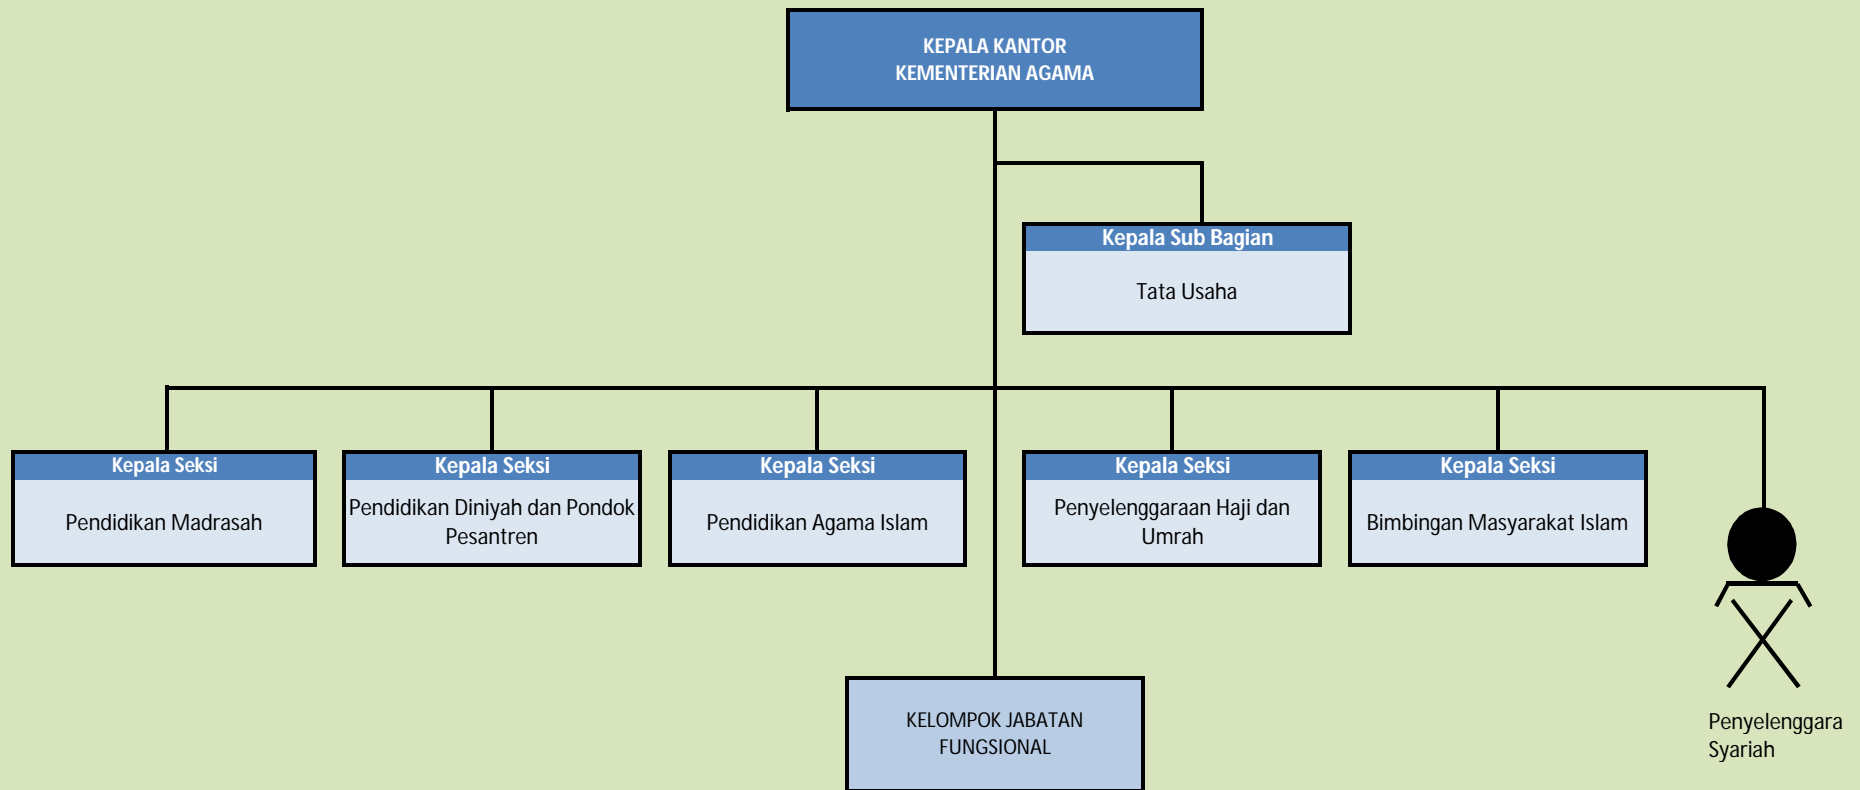 KEPALA KANTOR
KEMENTERIAN AGAMA
Kepala Sub Bagian
Tata Usaha
Kepala Seksi
Pendidikan Madrasah
Kepala Seksi
Pendidikan Diniyah dan Pondok
Pesantren
Kepala Seksi
Pendidikan Agama Islam
Kepala Seksi
Penyelenggaraan Haji dan
Umrah
Kepala Seksi
Bimbingan Masyarakat Islam
Penyelenggara
Syariah
KELOMPOK JABATAN
FUNGSIONAL